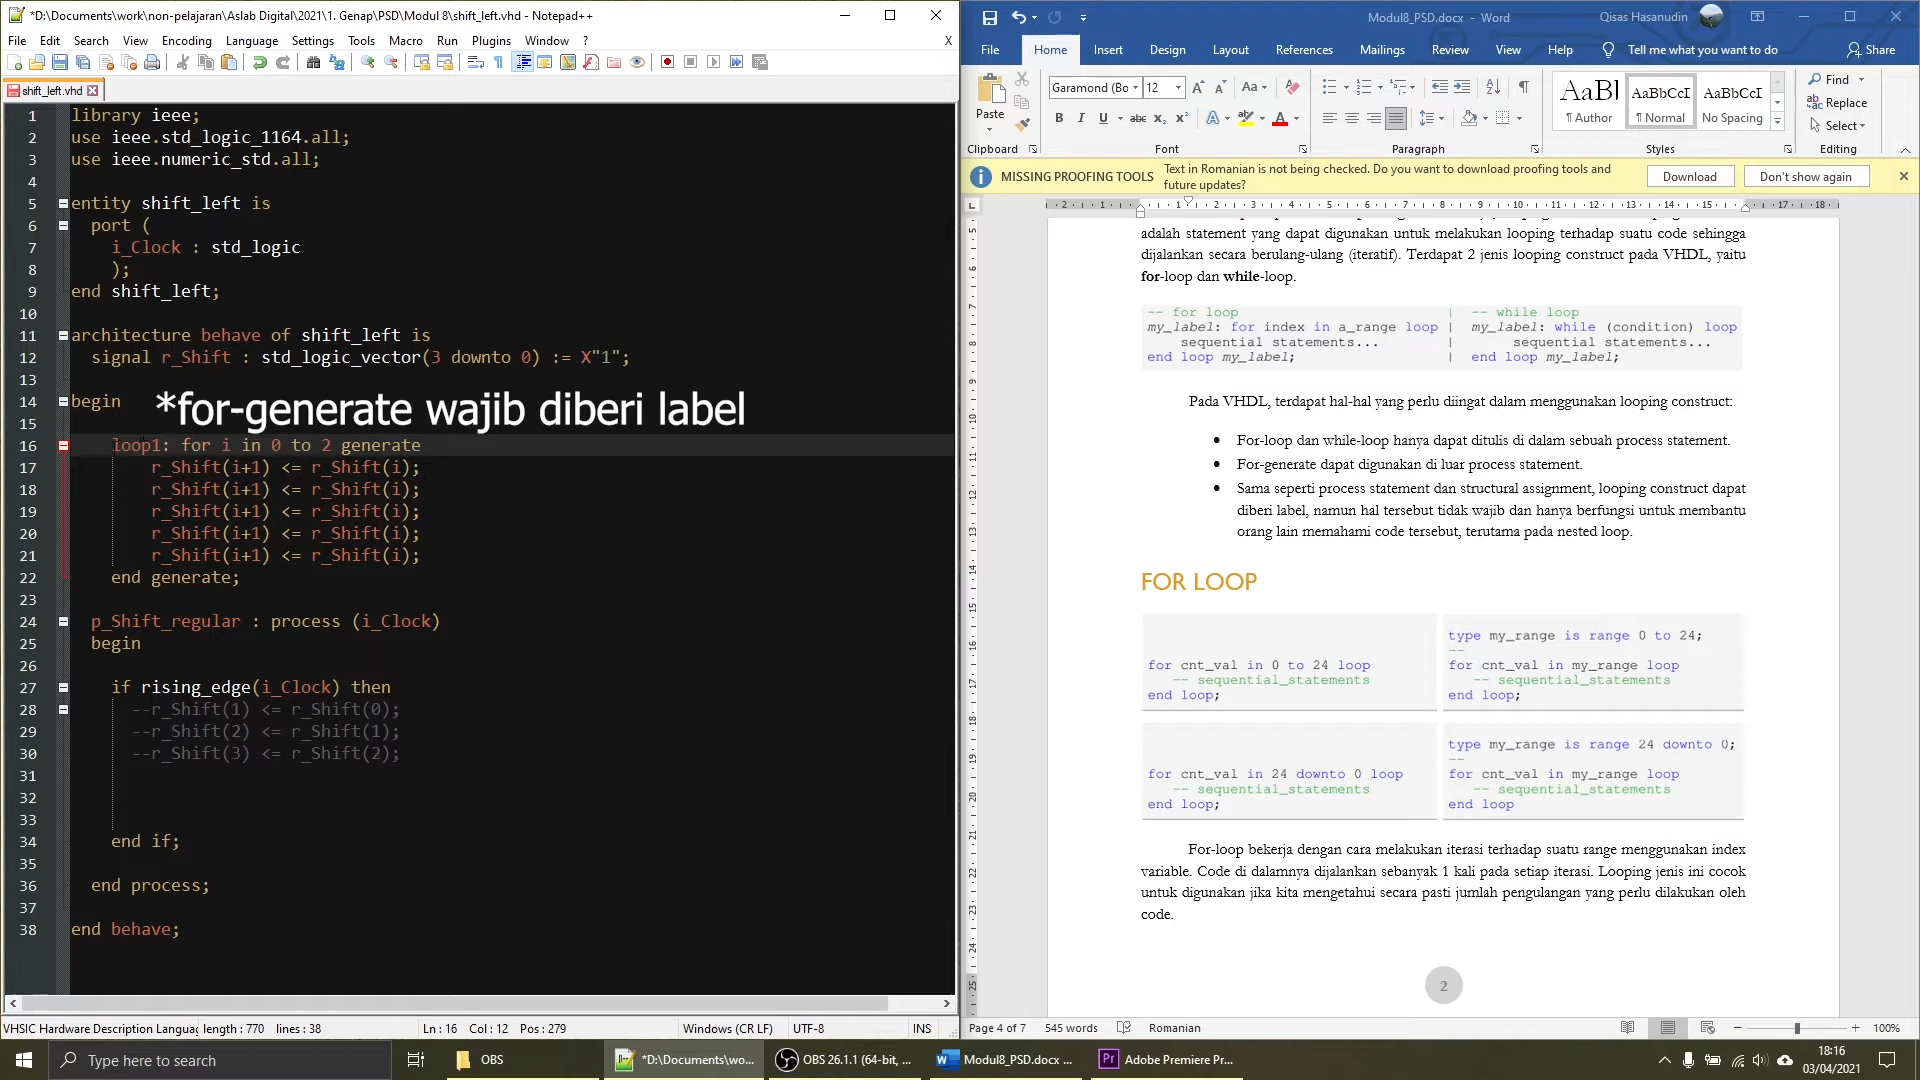 *D:\Documents\work\non-pelajaran\Aslab Digital\2021\1. Genap\PSD\Modul 8\shift_left.vhd - Notepad++
File Edit Search View Encoding Language Settings Tools Macro Run Plugins Window ? X
shift_left.vhd
1 library ieee;
2 use ieee.std_logic_1164.all;
3 use ieee.numeric_std.all;
4
5 entity shift_left is
6 port (
7 i_Clock : std_logic
8 );
9 end shift_left;
10
11 architecture behave of shift_left is
12 signal r_Shift : std_logic_vector(3 downto 0) := X"1";
13
14 begin
*for-generate wajib diberi label
15
16 loop1: for i in 0 to 2 generate
17 r_Shift(i+1) <= r_Shift(i);
18 r_Shift(i+1) <= r_Shift(i);
19 r_Shift(i+1) <= r_Shift(i);
20 r_Shift(i+1) <= r_Shift(i);
21 r_Shift(i+1) <= r_Shift(i);
22 end generate;
23
24 p_Shift_regular : process (i_Clock)
25 begin
26
27 if rising_edge(i_Clock) then
28 --r_Shift(1) <= r_Shift(0);
29 --r_Shift(2) <= r_Shift(1);
30 --r_Shift(3) <= r_Shift(2);
31
32
33
34 end if;
35
36 end process;
37
38 end behave;
VHSIC Hardware Description Languag length : 770 lines : 38 Ln : 16 Col : 12 Pos : 279 Windows (CR LF) UTF-8 INS
Modul8_PSD.docx - Word Qisas Hasanudin
File Home Insert Design Layout References Mailings Review View Help Tell me what you want to do Share
Paste
Clipboard
Garamond (Bo 12 Aa
B I U abc x₂ x² A A
Font
Paragraph
AaBl AaBbCcI AaBbCcI
¶ Author ¶ Normal No Spacing
Styles
Find
Replace
Select
Editing
MISSING PROOFING TOOLS Text in Romanian is not being checked. Do you want to download proofing tools and future updates? Download Don't show again
adalah statement yang dapat digunakan untuk melakukan looping terhadap suatu code sehingga
dijalankan secara berulang-ulang (iteratif). Terdapat 2 jenis looping construct pada VHDL, yaitu
for-loop dan while-loop.
-- for loop | -- while loop
my_label: for index in a_range loop | my_label: while (condition) loop
sequential statements... | sequential statements...
end loop my_label; | end loop my_label;
Pada VHDL, terdapat hal-hal yang perlu diingat dalam menggunakan looping construct:
• For-loop dan while-loop hanya dapat ditulis di dalam sebuah process statement.
• For-generate dapat digunakan di luar process statement.
• Sama seperti process statement dan structural assignment, looping construct dapat
diberi label, namun hal tersebut tidak wajib dan hanya berfungsi untuk membantu
orang lain memahami code tersebut, terutama pada nested loop.
FOR LOOP
for cnt_val in 0 to 24 loop
-- sequential_statements
end loop;
type my_range is range 0 to 24;
--
for cnt_val in my_range loop
-- sequential_statements
end loop;
for cnt_val in 24 downto 0 loop
-- sequential_statements
end loop;
type my_range is range 24 downto 0;
--
for cnt_val in my_range loop
-- sequential_statements
end loop
For-loop bekerja dengan cara melakukan iterasi terhadap suatu range menggunakan index
variable. Code di dalamnya dijalankan sebanyak 1 kali pada setiap iterasi. Looping jenis ini cocok
untuk digunakan jika kita mengetahui secara pasti jumlah pengulangan yang perlu dilakukan oleh
code.
2
Page 4 of 7 545 words Romanian 100%
Type here to search
OBS
*D:\Documents\wo...
OBS 26.1.1 (64-bit, ...
Modul8_PSD.docx ...
Adobe Premiere Pr...
18:16
03/04/2021